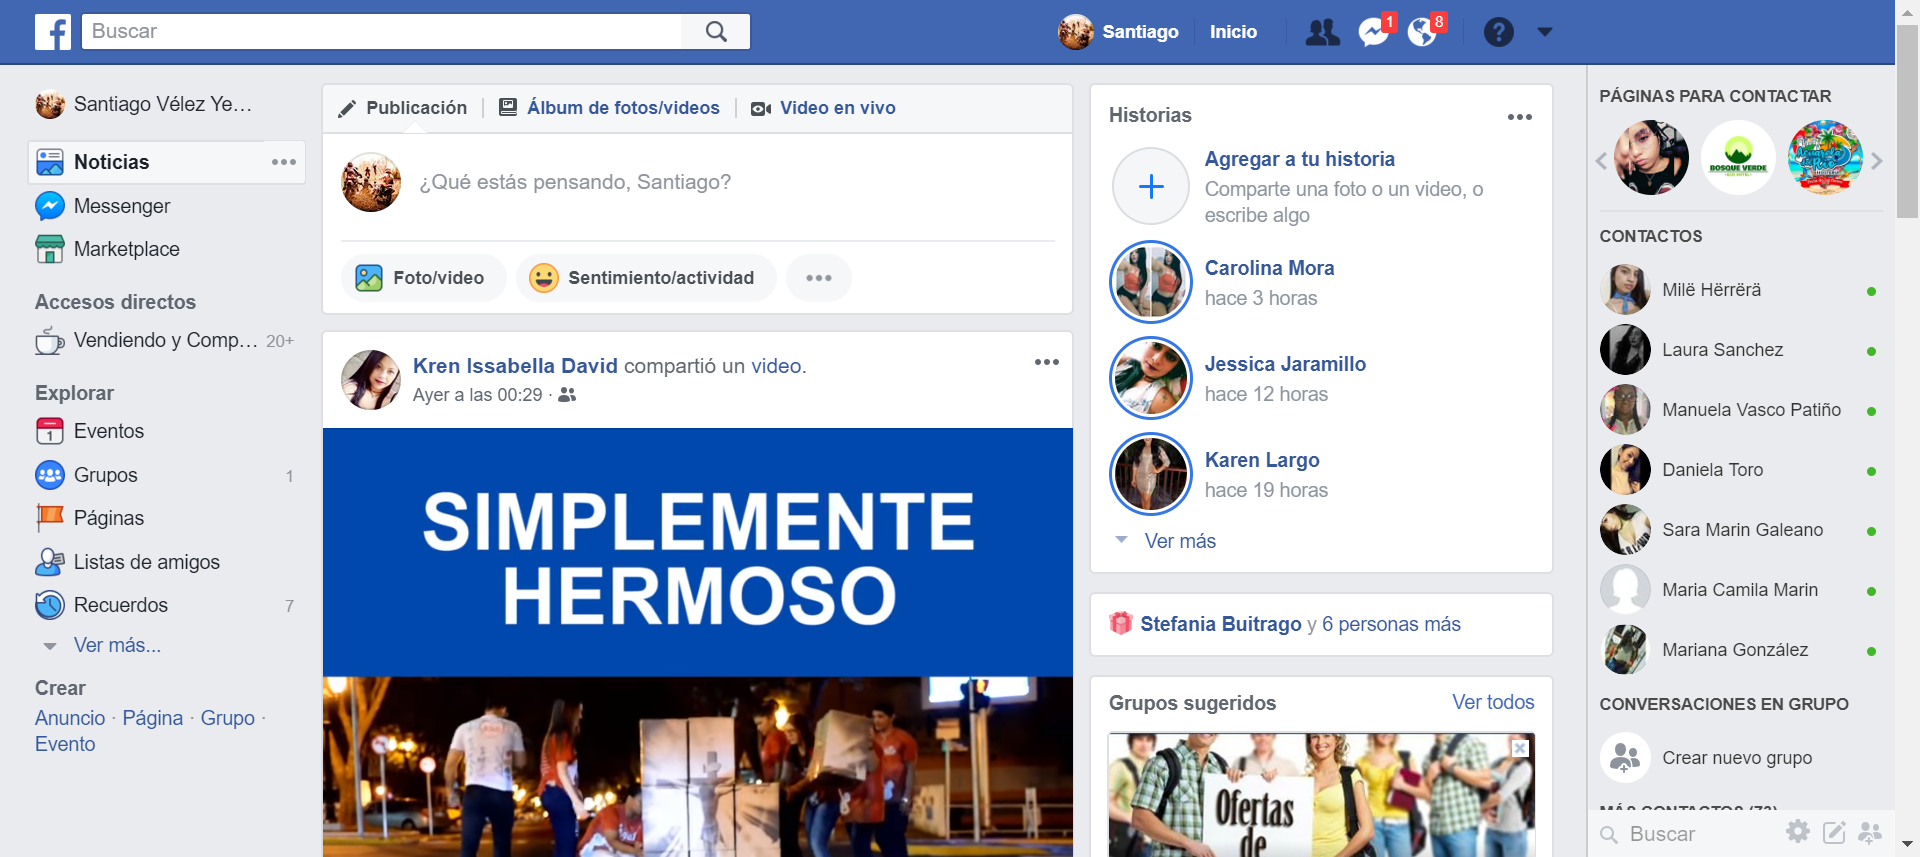 f
Buscar
Santiago
Inicio
1
8
?
Santiago Vélez Ye...
Noticias
Messenger
Marketplace
Accesos directos
Vendiendo y Comp... 20+
Explorar
1 Eventos
Grupos 1
Páginas
Listas de amigos
Recuerdos 7
Ver más...
Crear
Anuncio · Página · Grupo ·
Evento
Publicación
Álbum de fotos/videos
Video en vivo
¿Qué estás pensando, Santiago?
Foto/video
Sentimiento/actividad
Kren Issabella David compartió un video.
Ayer a las 00:29 ·
SIMPLEMENTE
HERMOSO
Historias
Agregar a tu historia
Comparte una foto o un video, o
escribe algo
Carolina Mora
hace 3 horas
Jessica Jaramillo
hace 12 horas
Karen Largo
hace 19 horas
Ver más
Stefania Buitrago y 6 personas más
Grupos sugeridos
Ver todos
Ofertas
de
PÁGINAS PARA CONTACTAR
BOSQUE VERDE
CONTACTOS
Milë Hërrërä
Laura Sanchez
Manuela Vasco Patiño
Daniela Toro
Sara Marin Galeano
Maria Camila Marin
Mariana González
CONVERSACIONES EN GRUPO
Crear nuevo grupo
MÁS CONTACTOS (73)
Buscar